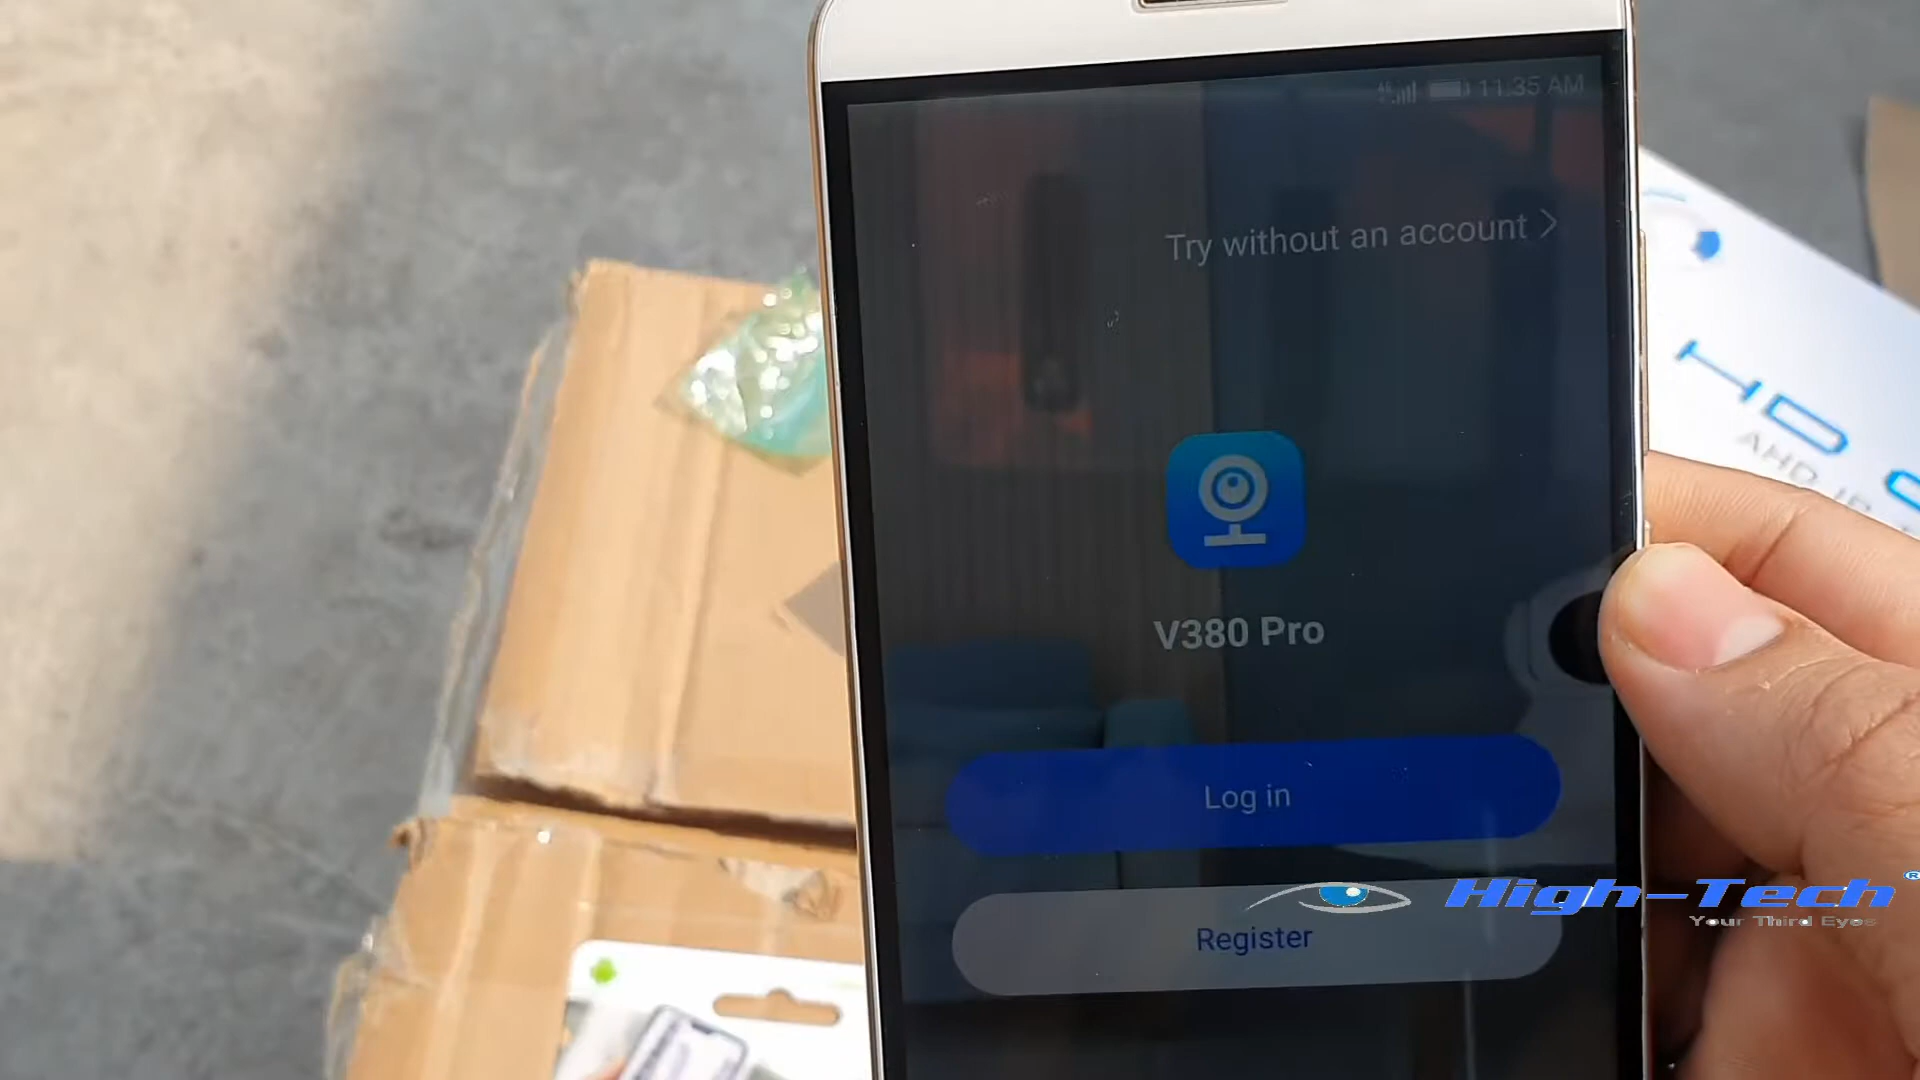 11:35 AM
Try without an account
V380 Pro
Log in
Register
High-Tech®
Your Third Eyes
HD
AHD